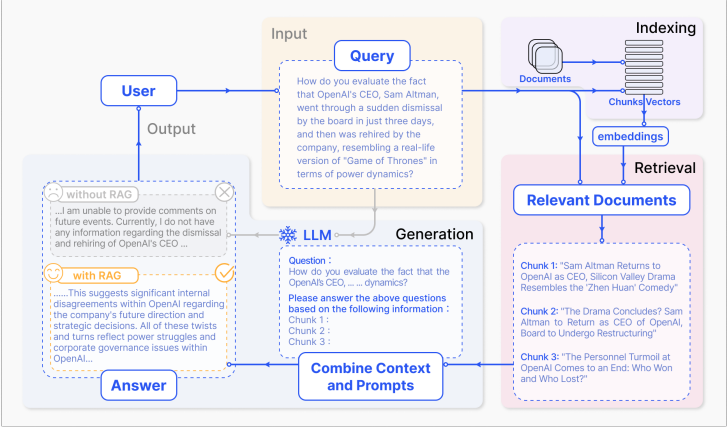 Input
Query
How do you evaluate the fact
that OpenAI's CEO, Sam Altman,
went through a sudden dismissal
by the board in just three days,
and then was rehired by the
company, resembling a real-life
version of "Game of Thrones" in
terms of power dynamics?
Indexing
Documents
Chunks Vectors
embeddings
User
Output
Retrieval
Relevant Documents
Chunk 1: "Sam Altman Returns to
OpenAI as CEO, Silicon Valley Drama
Resembles the 'Zhen Huan' Comedy"
Chunk 2: "The Drama Concludes? Sam
Altman to Return as CEO of OpenAI,
Board to Undergo Restructuring"
Chunk 3: "The Personnel Turmoil at
OpenAI Comes to an End: Who Won
and Who Lost?"
Generation
LLM
Question :
How do you evaluate the fact that the
OpenAI's CEO, ... ... dynamics?
Please answer the above questions
based on the following information :
Chunk 1 :
Chunk 2 :
Chunk 3 :
Combine Context
and Prompts
without RAG
...I am unable to provide comments on
future events. Currently, I do not have
any information regarding the dismissal
and rehiring of OpenAI's CEO ...
with RAG
......This suggests significant internal
disagreements within OpenAI regarding
the company's future direction and
strategic decisions. All of these twists
and turns reflect power struggles and
corporate governance issues within
OpenAI...
Answer